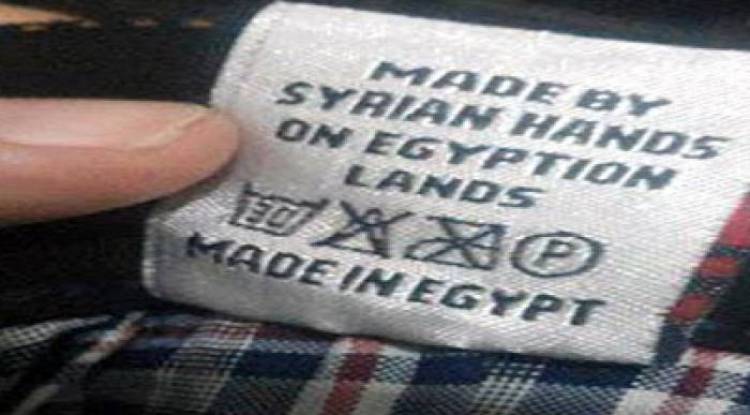 MADE BY
SYRIAN HANDS
ON EGYPTION
LANDS
30 P
MADE IN EGYPT